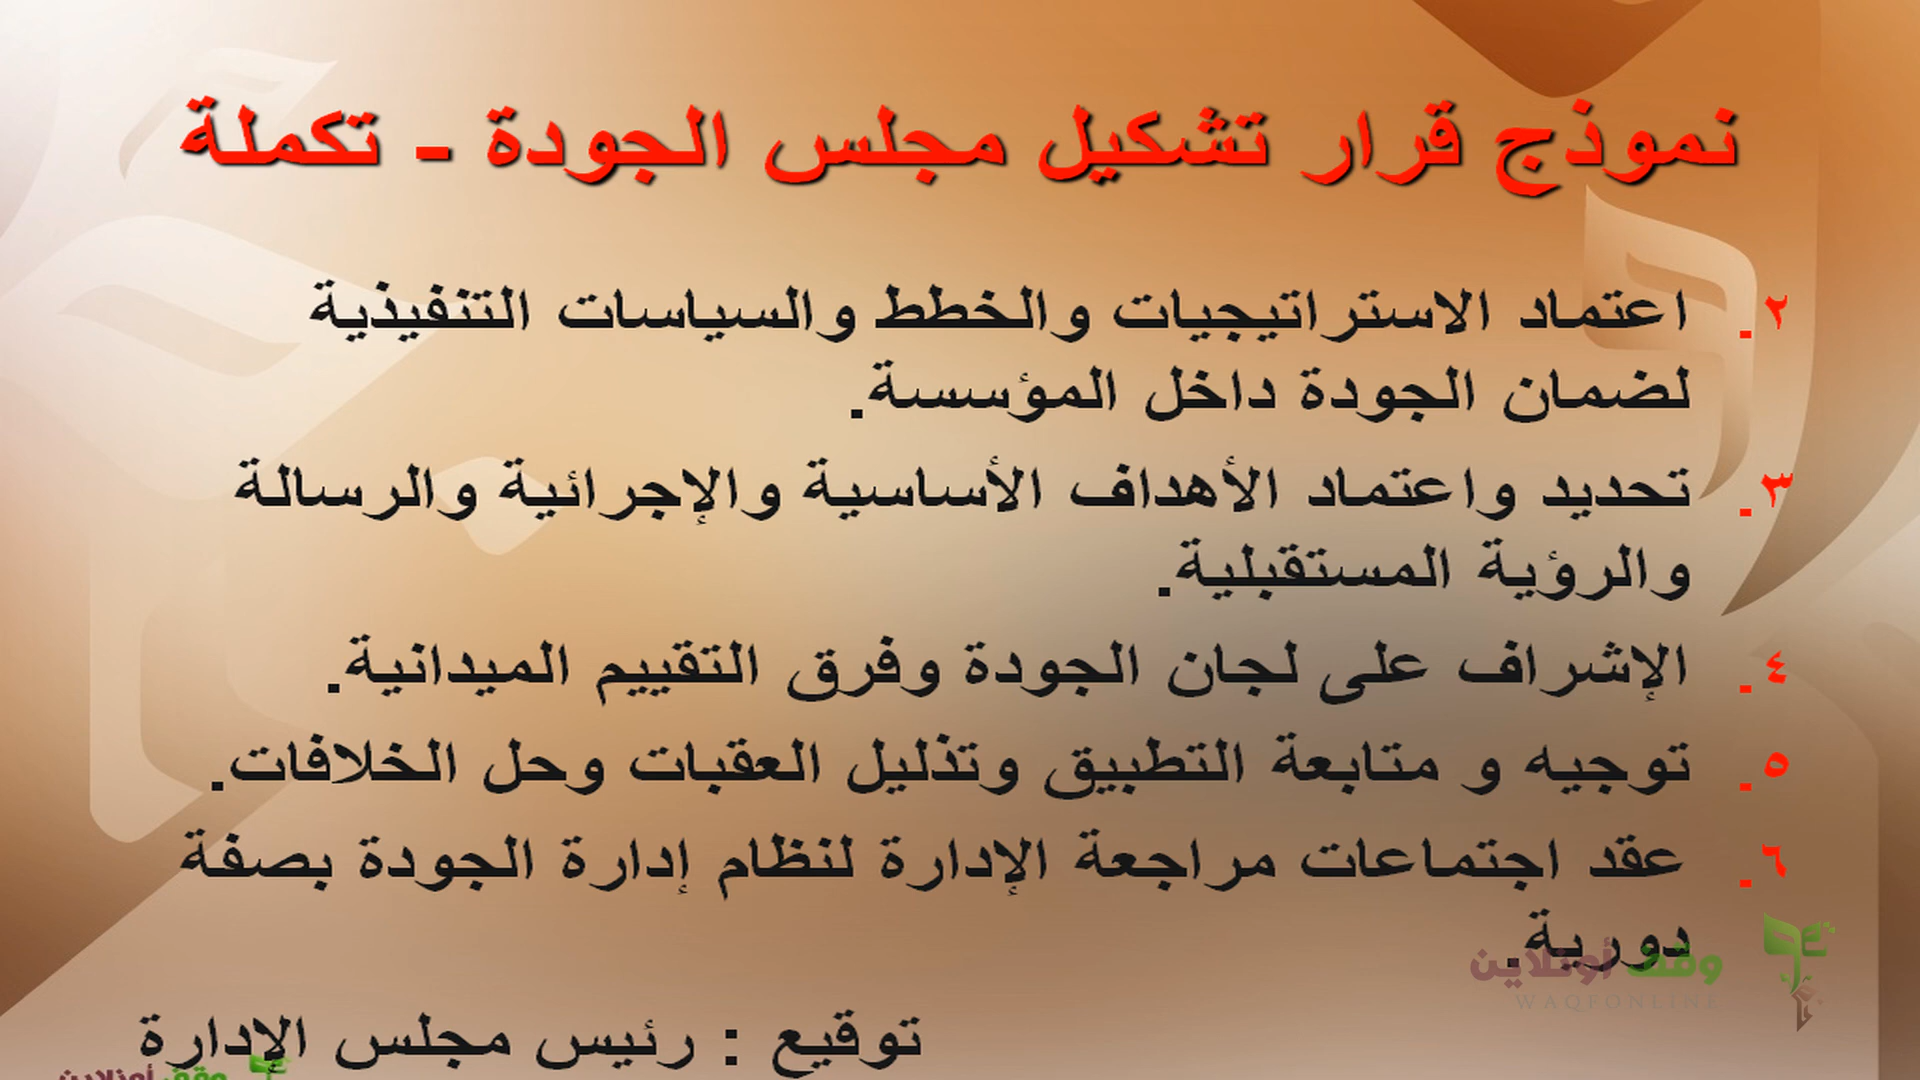 نموذج قرار تشكيل مجلس الجودة - تكملة
٢. اعتماد الاستراتيجيات والخطط والسياسات التنفيذية
لضمان الجودة داخل المؤسسة.
٣. تحديد واعتماد الأهداف الأساسية والإجرائية والرسالة
والرؤية المستقبلية.
٤. الإشراف على لجان الجودة وفرق التقييم الميدانية.
٥. توجيه و متابعة التطبيق وتذليل العقبات وحل الخلافات.
٦. عقد اجتماعات مراجعة الإدارة لنظام إدارة الجودة بصفة
دورية.
وقف أونلاين
WAQFONLINE
توقيع : رئيس مجلس الإدارة
وقف أونلاين